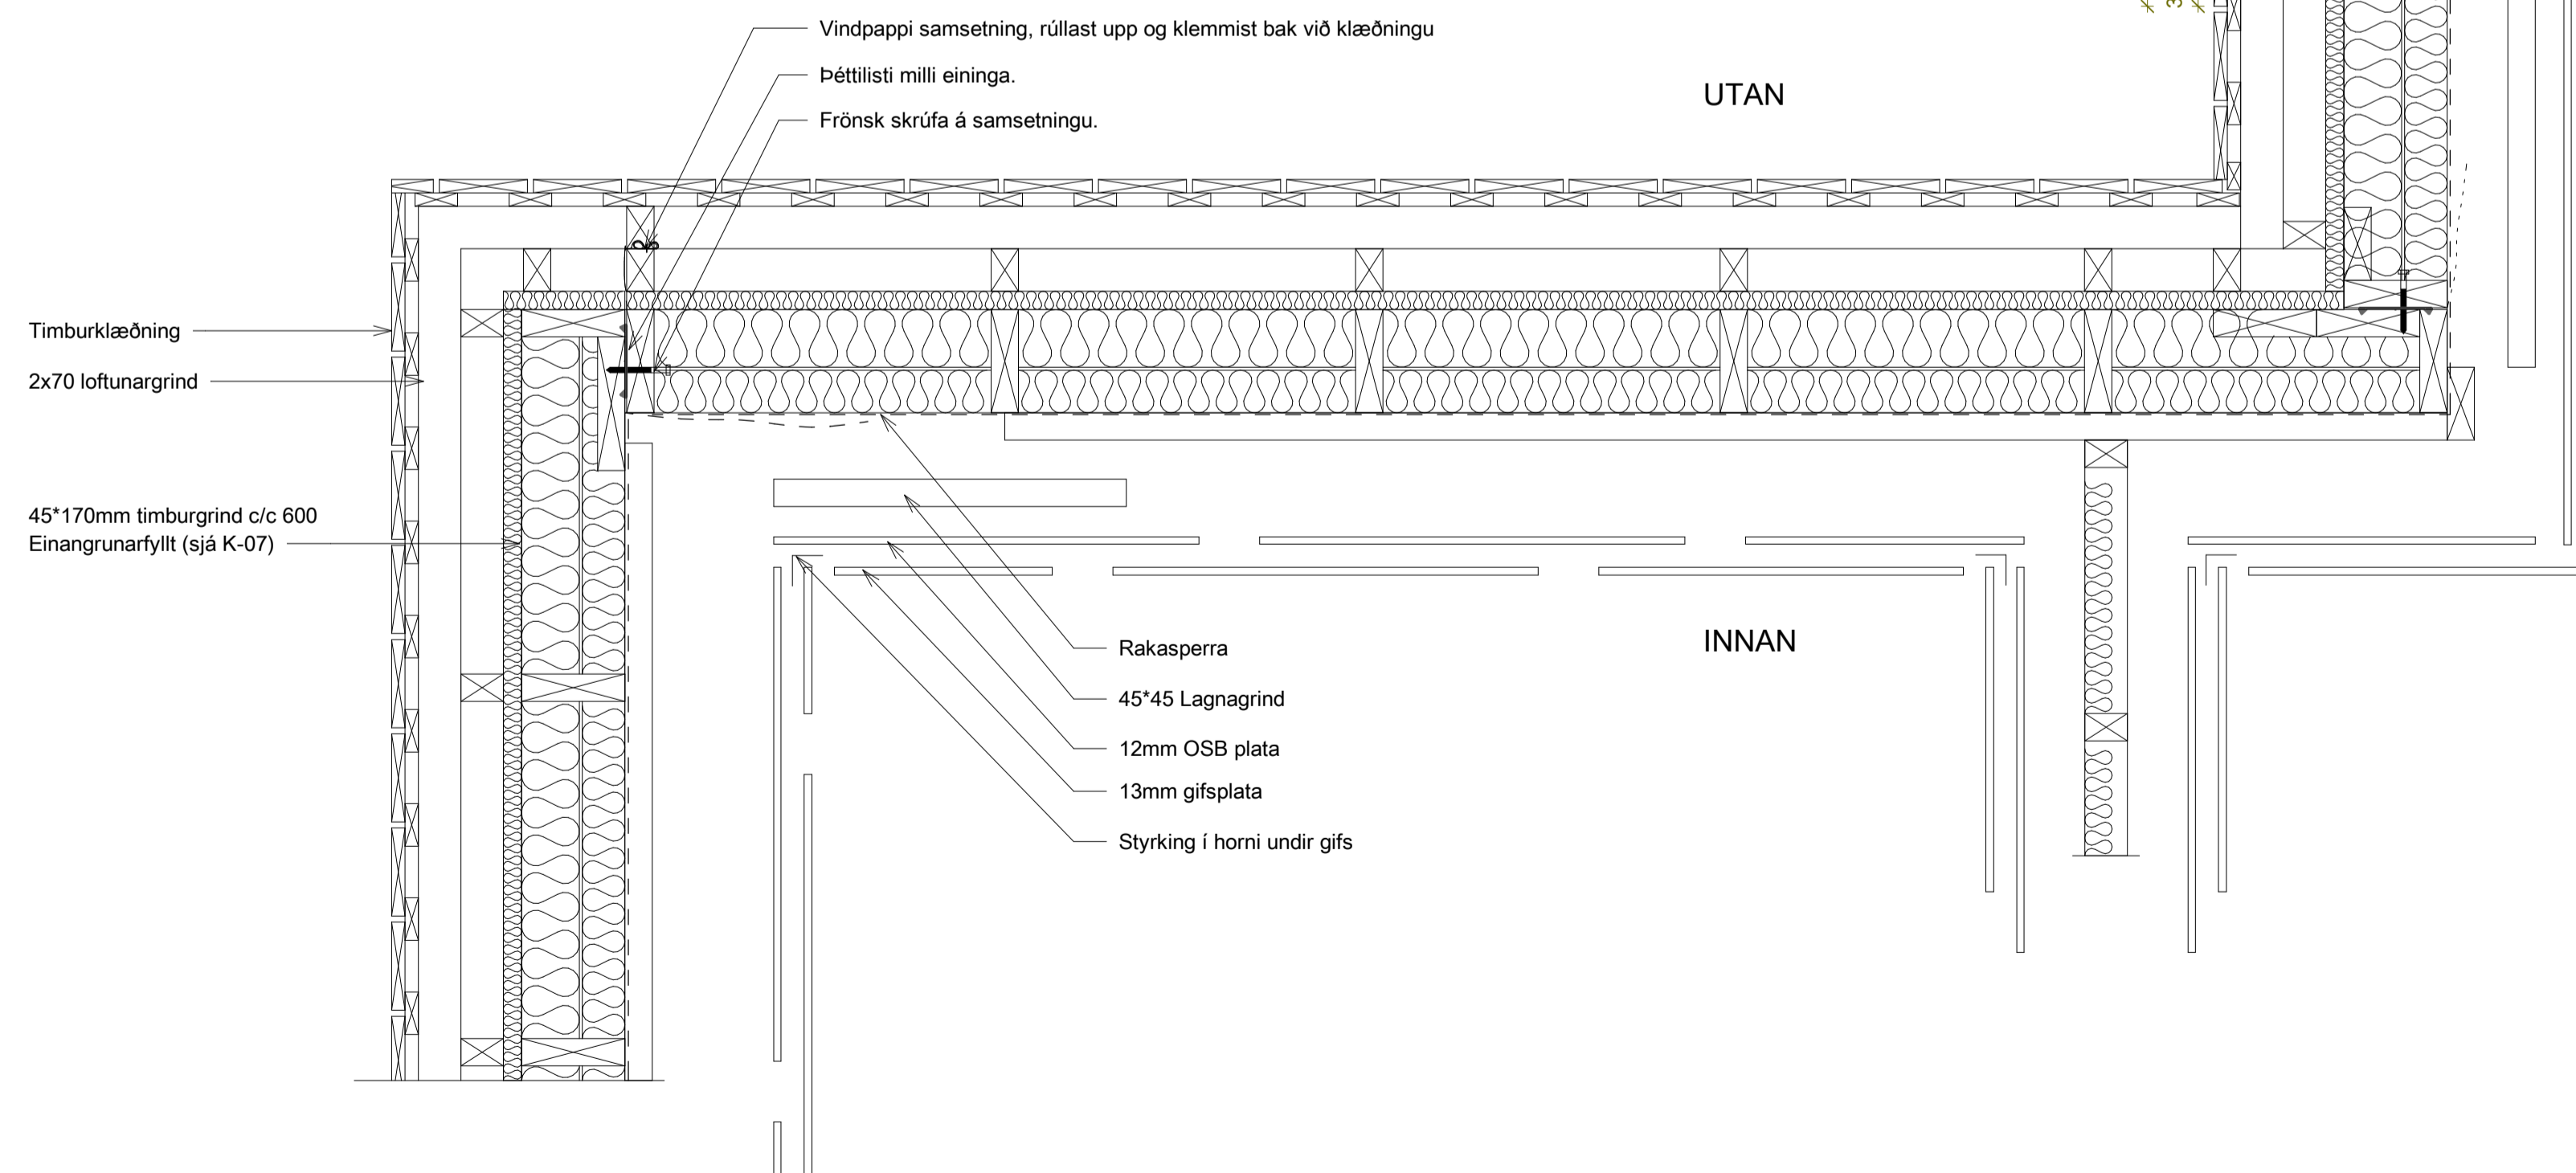 Vindpappi samsetning, rúllast upp og klemmist bak við klæðningu
Þéttilisti milli eininga.
Frönsk skrúfa á samsetningu.
UTAN
Timburklæðning
2x70 loftunargrind
45*170mm timburgrind c/c 600
Einangrunarfyllt (sjá K-07)
INNAN
Rakasperra
45*45 Lagnagrind
12mm OSB plata
13mm gifsplata
Styrking í horni undir gifs